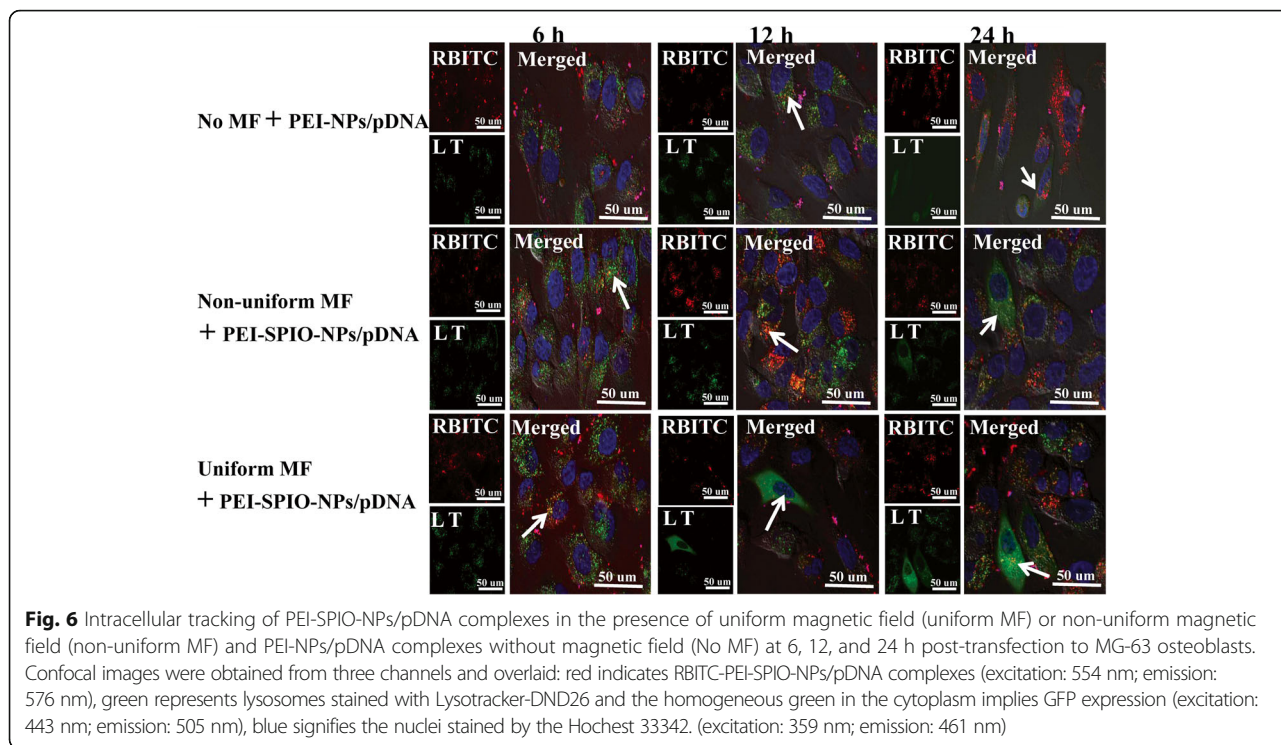 6 h 12 h 24 h
RBITC Merged RBITC Merged RBITC Merged
No MF + PEI-NPs/pDNA
50 um 50 um 50 um
L T L T L T
50 um 50 um 50 um 50 um 50 um 50 um
RBITC Merged RBITC Merged RBITC Merged
Non-uniform MF
50 um 50 um 50 um
+ PEI-SPIO-NPs/pDNA
L T L T L T
50 um 50 um 50 um 50 um 50 um 50 um
RBITC Merged RBITC Merged RBITC Merged
Uniform MF
50 um 50 um 50 um
+ PEI-SPIO-NPs/pDNA
L T L T L T
50 um 50 um 50 um 50 um 50 um 50 um
Fig. 6 Intracellular tracking of PEI-SPIO-NPs/pDNA complexes in the presence of uniform magnetic field (uniform MF) or non-uniform magnetic
field (non-uniform MF) and PEI-NPs/pDNA complexes without magnetic field (No MF) at 6, 12, and 24 h post-transfection to MG-63 osteoblasts.
Confocal images were obtained from three channels and overlaid: red indicates RBITC-PEI-SPIO-NPs/pDNA complexes (excitation: 554 nm; emission:
576 nm), green represents lysosomes stained with Lysotracker-DND26 and the homogeneous green in the cytoplasm implies GFP expression (excitation:
443 nm; emission: 505 nm), blue signifies the nuclei stained by the Hochest 33342. (excitation: 359 nm; emission: 461 nm)